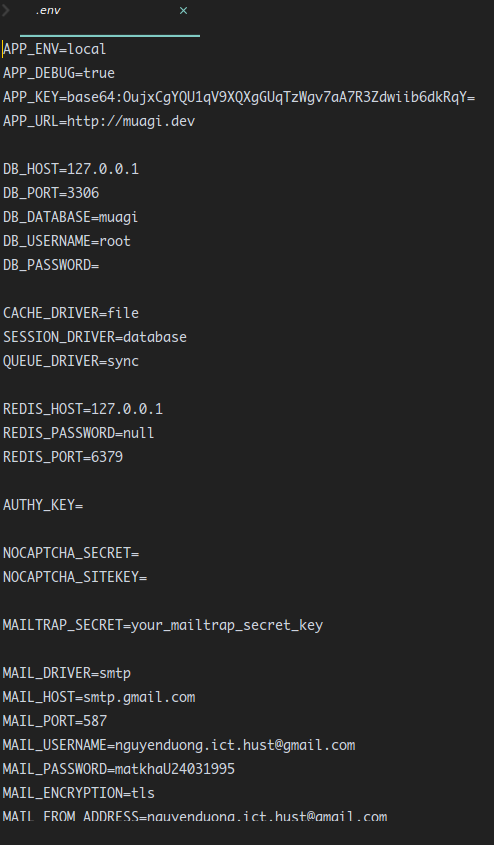 .env ×
APP_ENV=local
APP_DEBUG=true
APP_KEY=base64:OujxCgYQU1qV9XQXgGUqTzWgv7aA7R3Zdwiib6dkRqY=
APP_URL=http://muagi.dev
DB_HOST=127.0.0.1
DB_PORT=3306
DB_DATABASE=muagi
DB_USERNAME=root
DB_PASSWORD=
CACHE_DRIVER=file
SESSION_DRIVER=database
QUEUE_DRIVER=sync
REDIS_HOST=127.0.0.1
REDIS_PASSWORD=null
REDIS_PORT=6379
AUTHY_KEY=
NOCAPTCHA_SECRET=
NOCAPTCHA_SITEKEY=
MAILTRAP_SECRET=your_mailtrap_secret_key
MAIL_DRIVER=smtp
MAIL_HOST=smtp.gmail.com
MAIL_PORT=587
MAIL_USERNAME=nguyenduong.ict.hust@gmail.com
MAIL_PASSWORD=matkhaU24031995
MAIL_ENCRYPTION=tls
MAIL_FROM_ADDRESS=nguyenduong.ict.hust@gmail.com